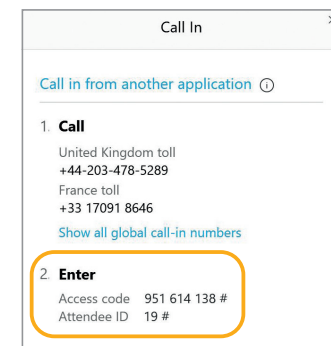 Call In
Call in from another application
1. Call
United Kingdom toll
+44-203-478-5289
France toll
+33 17091 8646
Show all global call-in numbers
2. Enter
Access code 951 614 138 #
Attendee ID 19 #